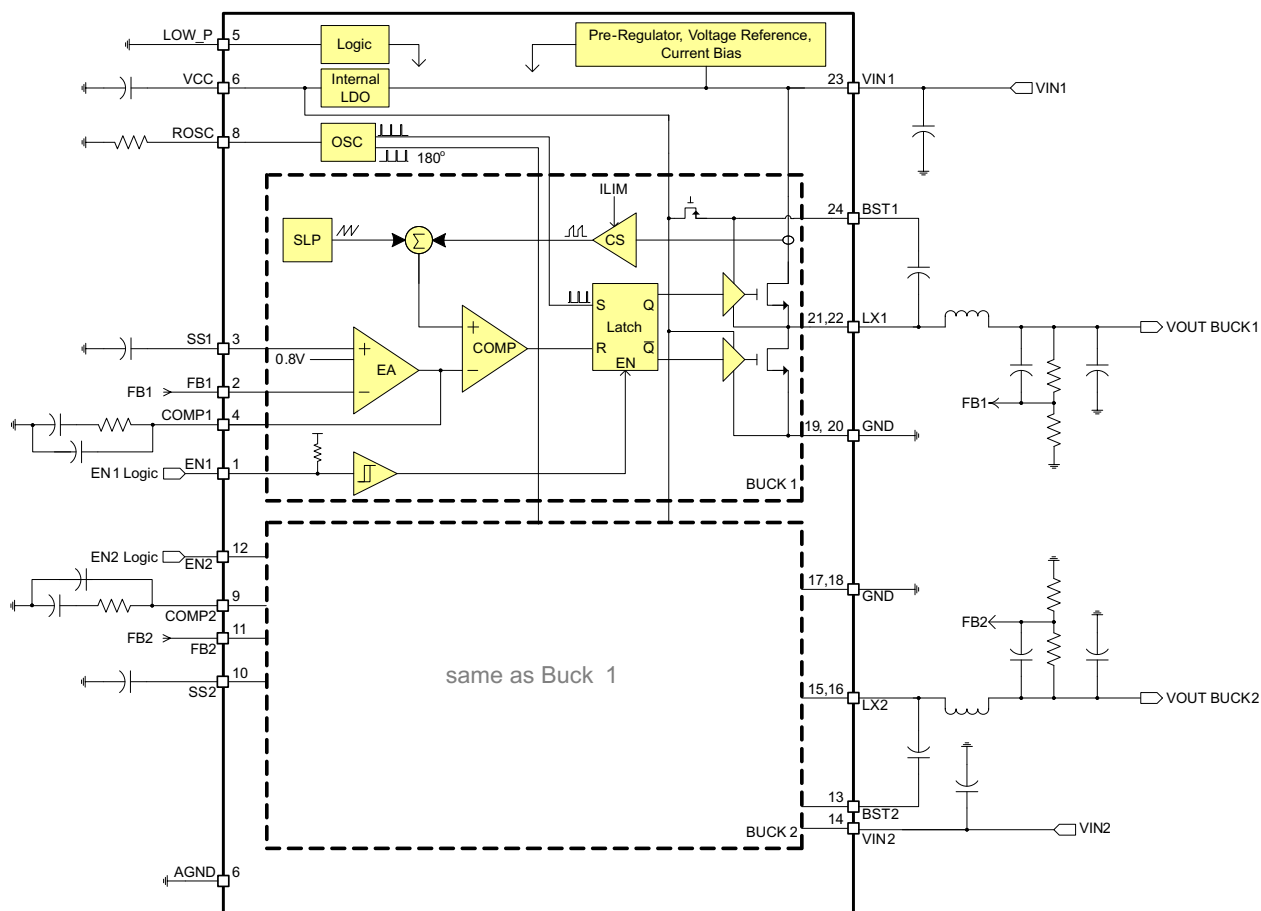 LOW_P 5
Logic
Pre-Regulator, Voltage Reference,
Current Bias
VCC 6
Internal
LDO
23 VIN1
VIN1
ROSC 8
OSC
180°
ILIM
24 BST1
SLP
Σ
CS
S Q
Latch
R Q̅
EN
21,22 LX1
VOUT BUCK1
SS1 3
0.8V
+
EA
−
+
COMP
−
FB1
FB1 2
COMP1 4
FB1
19, 20 GND
EN1 Logic
EN1 1
BUCK 1
EN2 Logic
12
EN2
9
COMP2
FB2
11
FB2
10
SS2
same as Buck 1
17,18
GND
FB2
15,16
LX2
VOUT BUCK2
13
BST2
14
VIN2
VIN2
BUCK 2
AGND 6